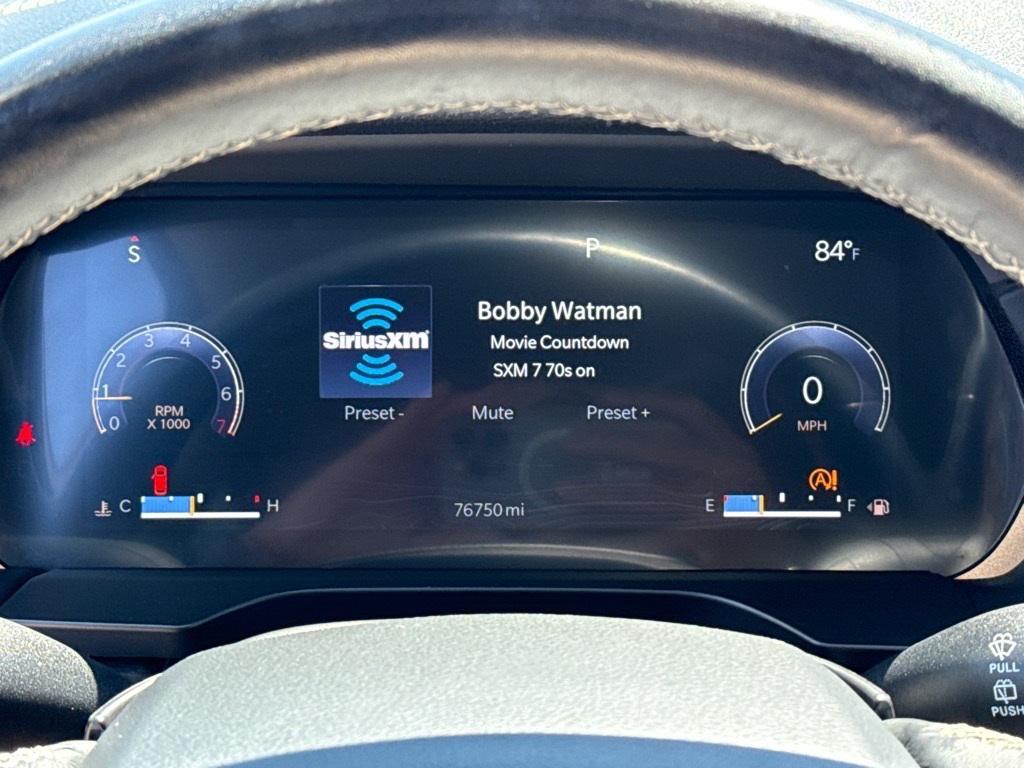 S
P
84°F
SiriusXM
Bobby Watman
Movie Countdown
SXM 7 70s on
Preset -
Mute
Preset +
0
1
2
3
4
5
6
7
RPM
X 1000
0
MPH
C
H
76750 mi
A!
E
F
PULL
PUSH